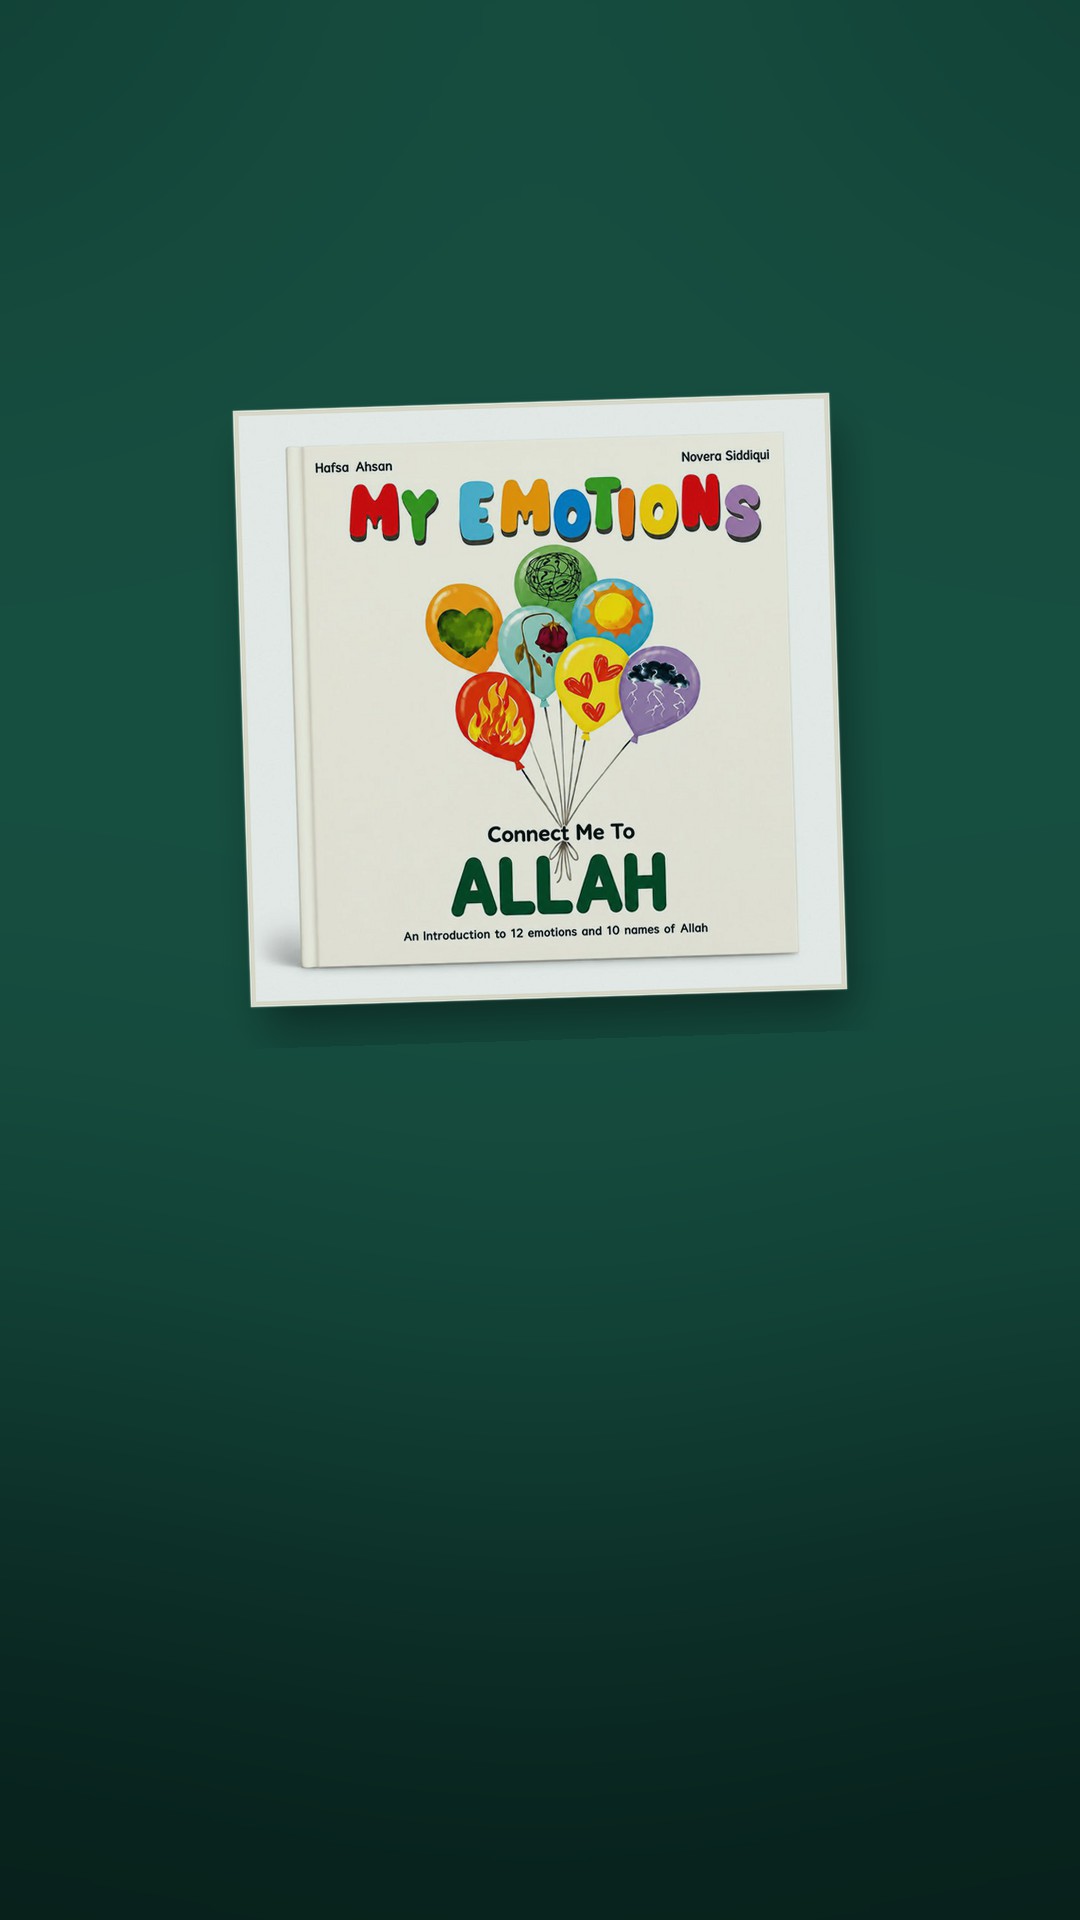 Hafsa Ahsan
Novera Siddiqui
MY EMOTIONS
Connect Me To
ALLAH
An Introduction to 12 emotions and 10 names of Allah